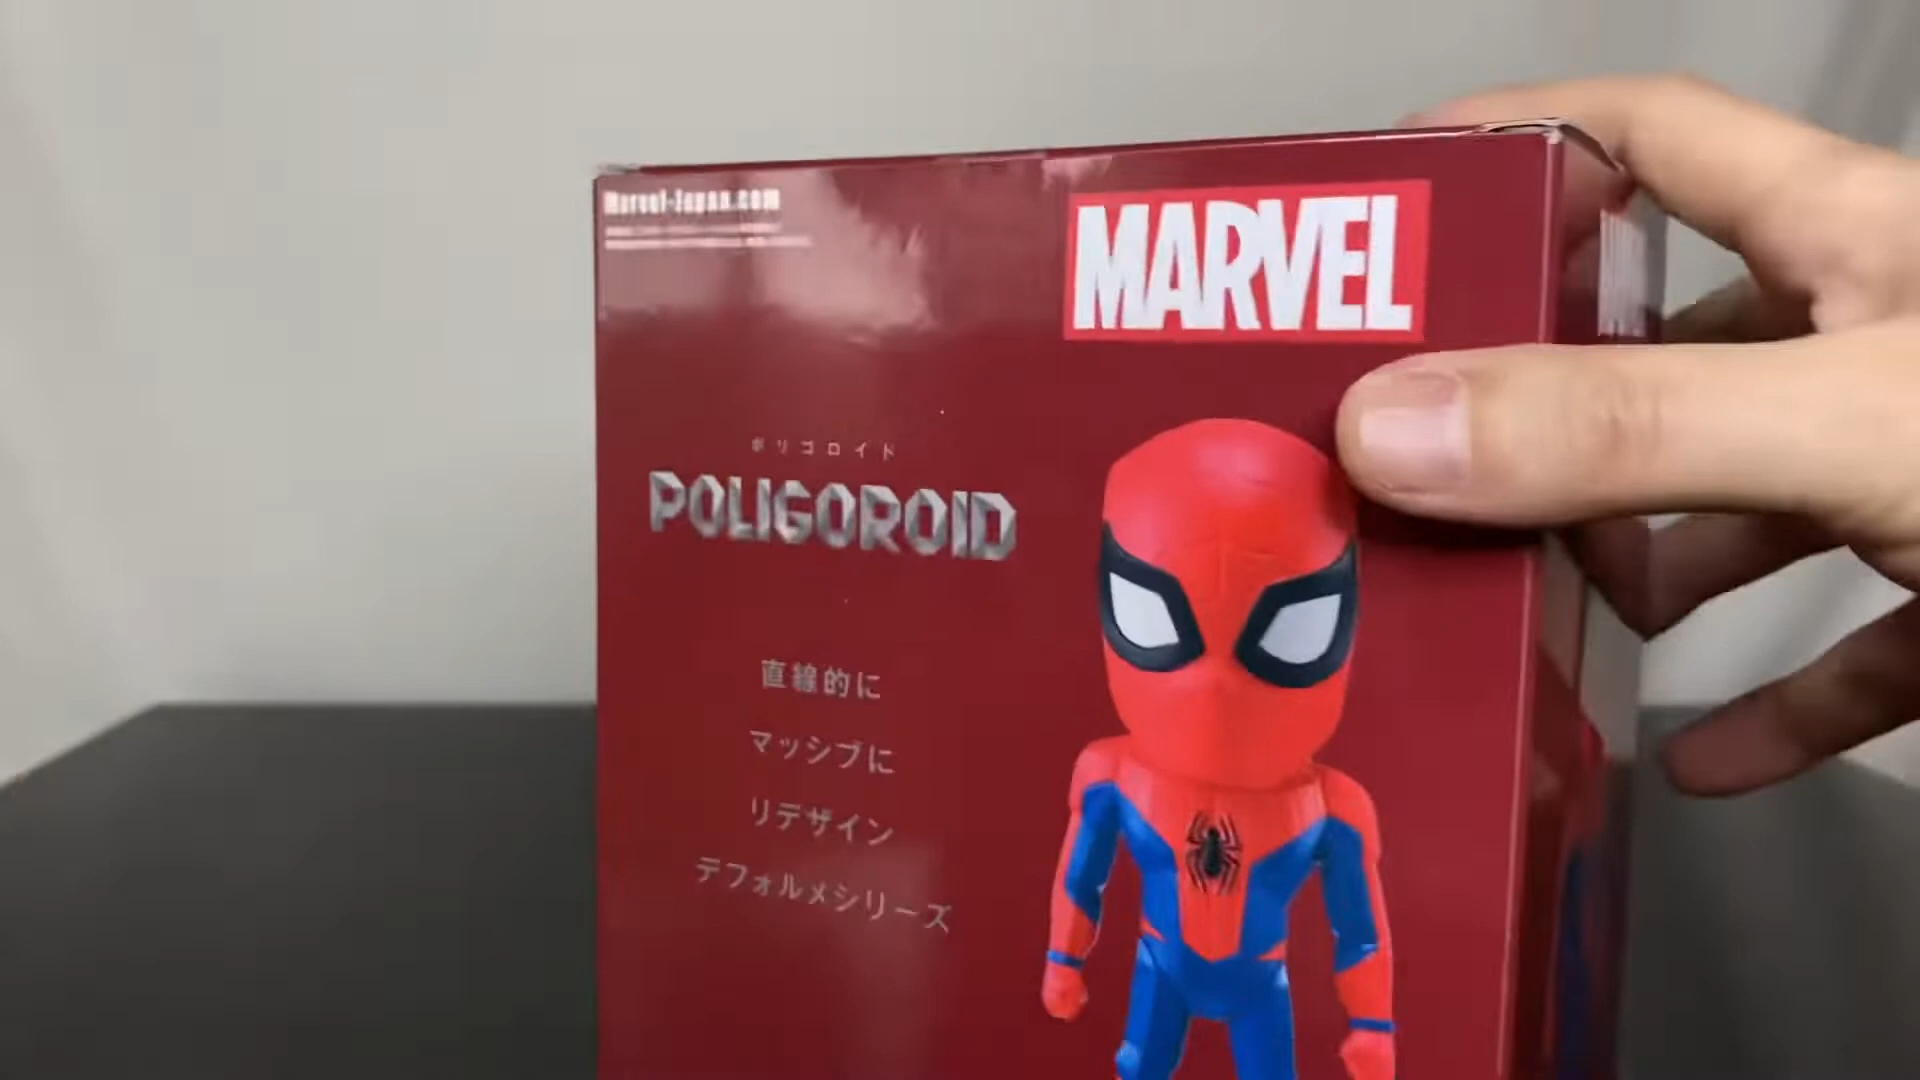 Marvel-Japan.com
MARVEL
ポリゴロイド
POLIGOROID
直線的に
マッシブに
リデザイン
デフォルメシリーズ